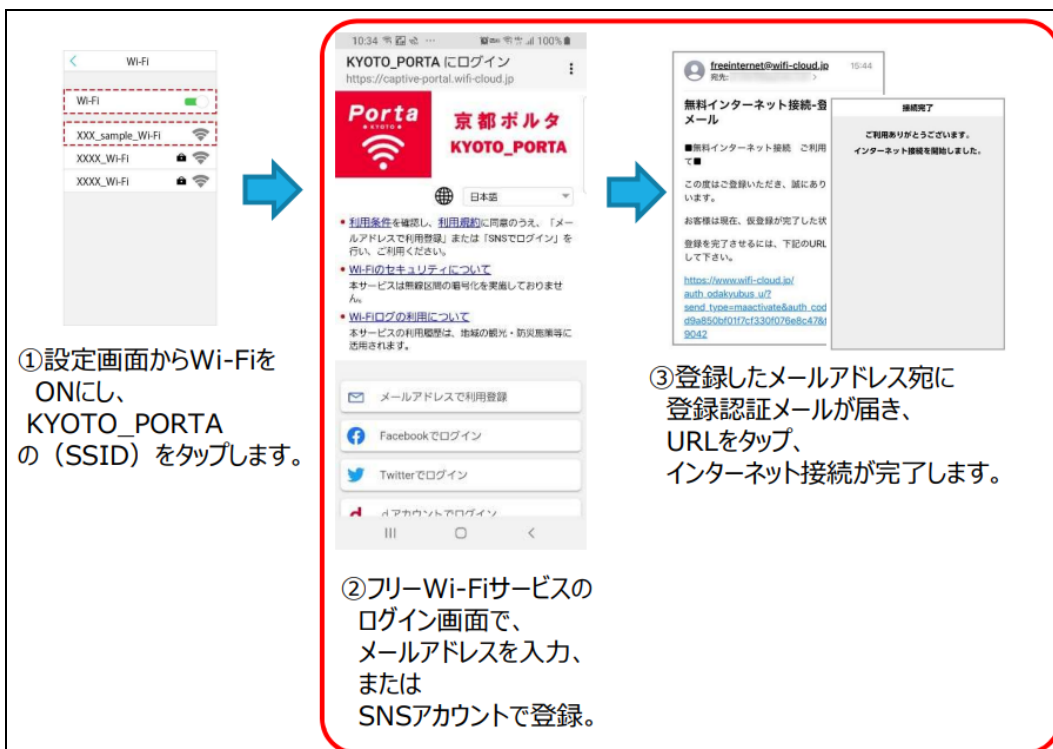 Wi-Fi
Wi-Fi
XXX_sample_Wi-Fi
XXXX_Wi-Fi
XXXX_Wi-Fi
①設定画面からWi-Fiを
ONにし、
KYOTO_PORTA
の（SSID）をタップします。
10:34
100%
KYOTO_PORTA にログイン
https://captive-portal.wifi-cloud.jp
Porta
KYOTO
京都ポルタ
KYOTO_PORTA
日本語
• 利用条件を確認し、利用規約に同意のうえ、「メー
ルアドレスで利用登録」または「SNSでログイン」を
行い、ご利用ください。
• Wi-Fiのセキュリティについて
本サービスは無線区間の暗号化を実施しておりませ
ん。
• Wi-Fiログの利用について
本サービスの利用履歴は、地域の観光・防災施策等に
活用されます。
メールアドレスで利用登録
Facebookでログイン
Twitterでログイン
dアカウントでログイン
②フリーWi-Fiサービスの
ログイン画面で、
メールアドレスを入力、
または
SNSアカウントで登録。
freeinternet@wifi-cloud.jp 15:44
宛先:
無料インターネット接続-登
メール
■無料インターネット接続 ご利用
て■
この度はご登録いただき、誠にあり
います。
お客様は現在、仮登録が完了した状
登録を完了させるには、下記のURL
して下さい。
https://www.wifi-cloud.jp/
auth_odakyubus_u/?
send_type=maactivate&auth_cod
d9a850bf01f7cf330f076e8c47&t
9042
接続完了
ご利用ありがとうございます。
インターネット接続を開始しました。
③登録したメールアドレス宛に
登録認証メールが届き、
URLをタップ、
インターネット接続が完了します。